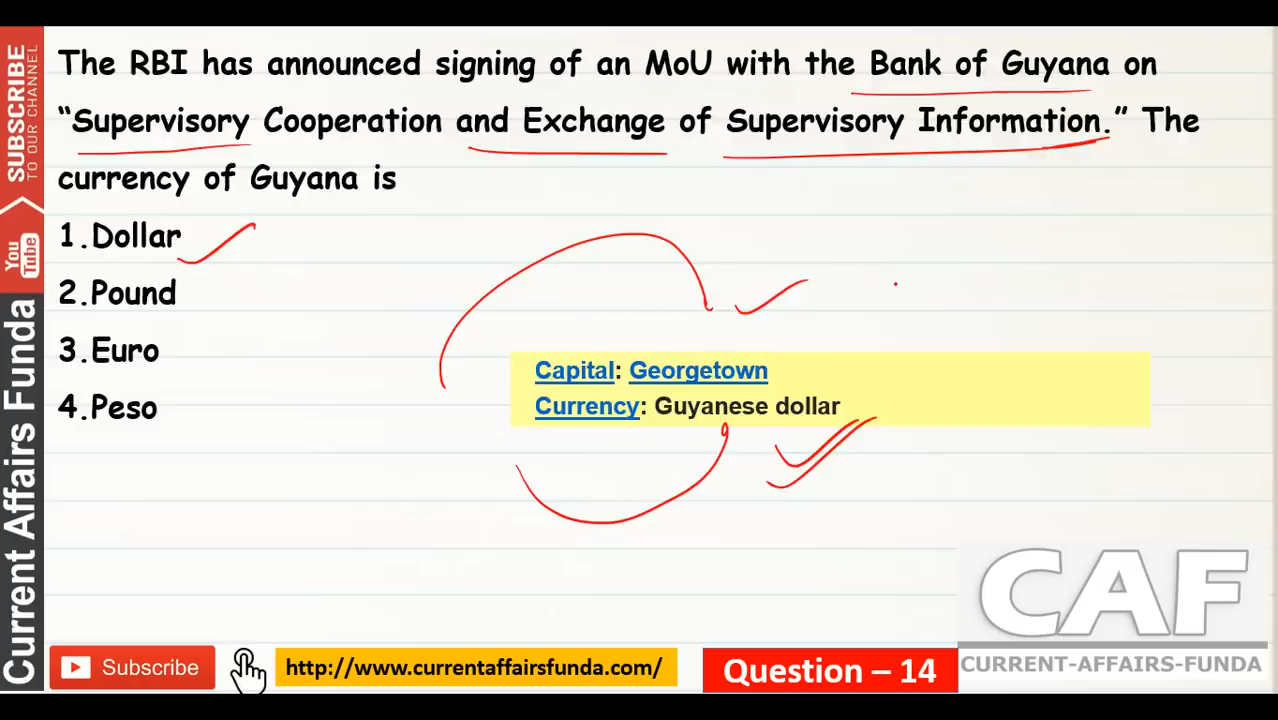 The RBI has announced signing of an MoU with the Bank of Guyana on
“Supervisory Cooperation and Exchange of Supervisory Information.” The
currency of Guyana is
1.Dollar
2.Pound
3.Euro
4.Peso
Capital: Georgetown
Currency: Guyanese dollar
SUBSCRIBE
TO OUR CHANNEL
You
Tube
Current Affairs Funda
Subscribe
http://www.currentaffairsfunda.com/
Question – 14
CAF
CURRENT-AFFAIRS-FUNDA